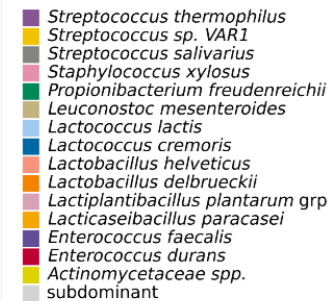 Streptococcus thermophilus
Streptococcus sp. VAR1
Streptococcus salivarius
Staphylococcus xylosus
Propionibacterium freudenreichii
Leuconostoc mesenteroides
Lactococcus lactis
Lactococcus cremoris
Lactobacillus helveticus
Lactobacillus delbrueckii
Lactiplantibacillus plantarum grp
Lacticaseibacillus paracasei
Enterococcus faecalis
Enterococcus durans
Actinomycetaceae spp.
subdominant